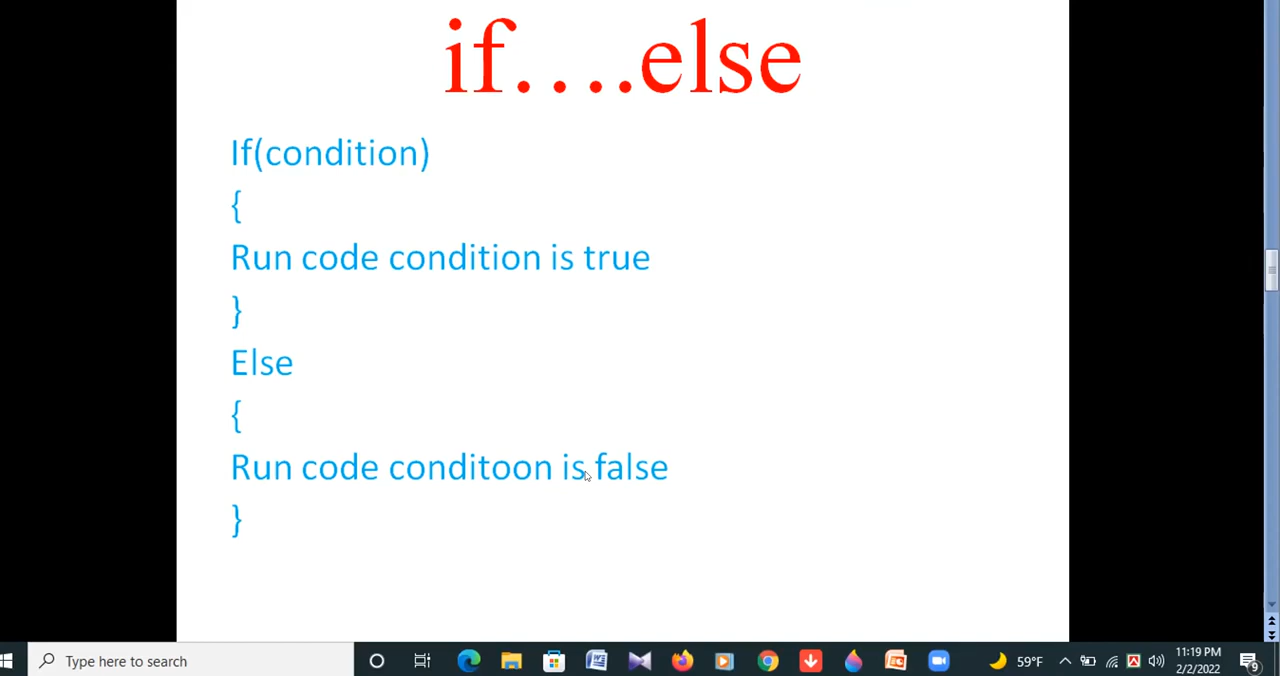 if....else
If(condition)
{
Run code condition is true
}
Else
{
Run code conditoon is false
}
Type here to search
59°F
11:19 PM
2/2/2022
9